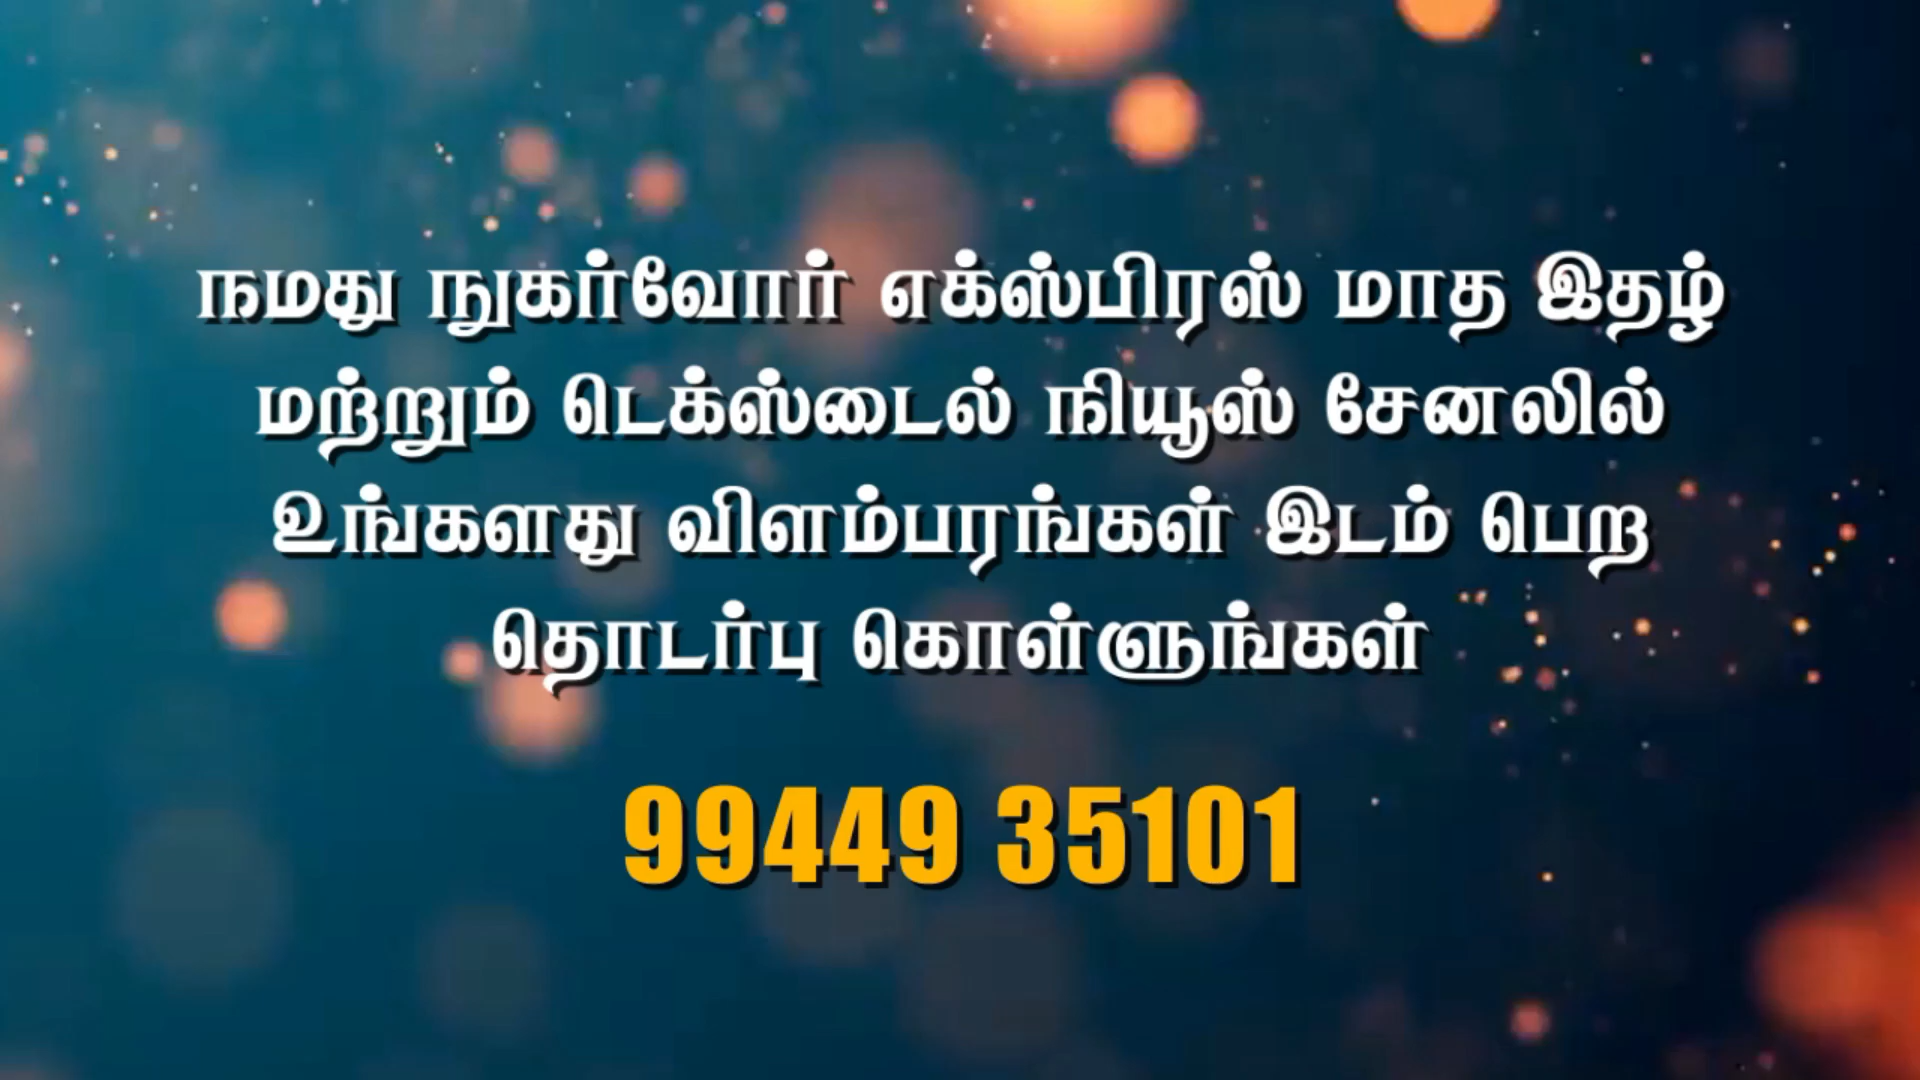 நமது நுகர்வோர் எக்ஸ்பிரஸ் மாத இதழ்
மற்றும் டெக்ஸ்டைல் நியூஸ் சேனலில்
உங்களது விளம்பரங்கள் இடம் பெற
தொடர்பு கொள்ளுங்கள்
99449 35101